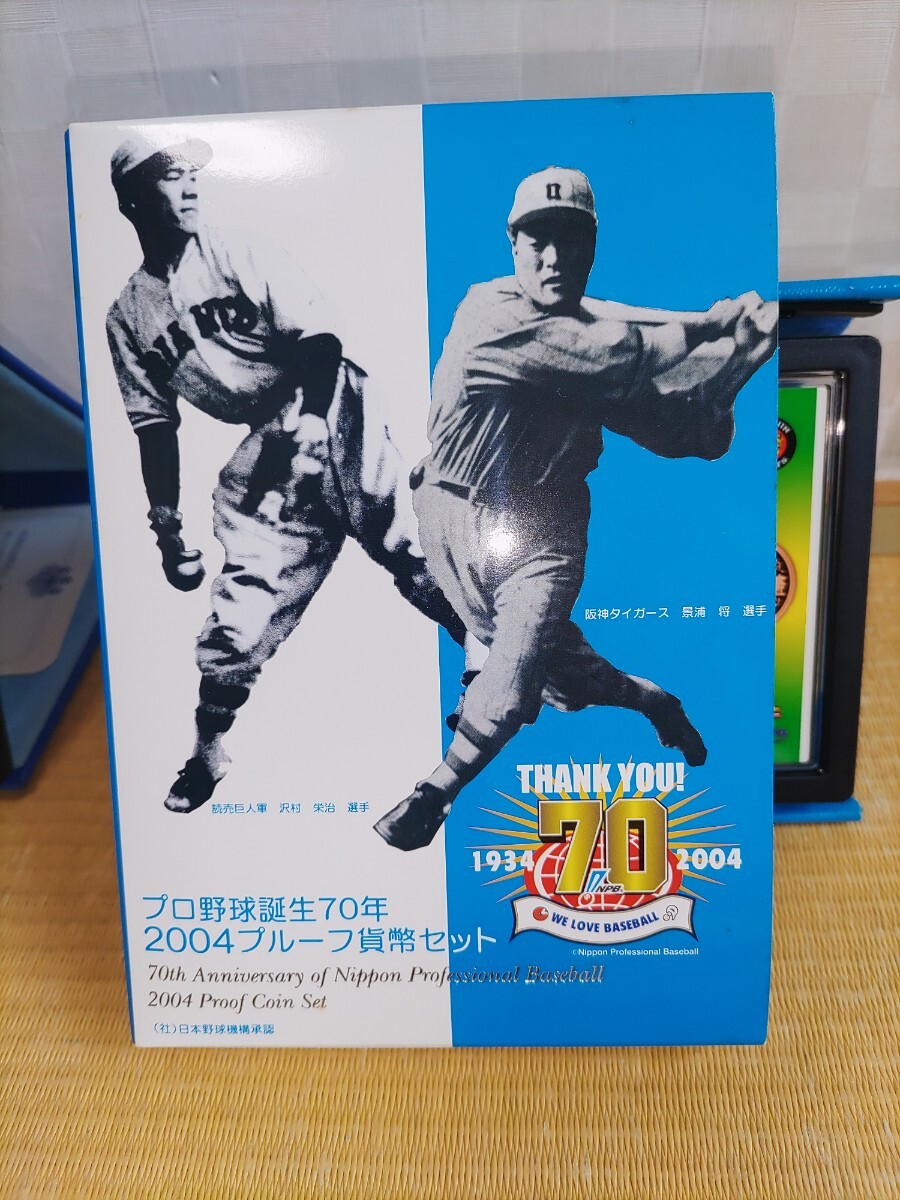 阪神タイガース 景浦 将 選手
読売巨人軍 沢村 栄治 選手
THANK YOU!
1934 70 2004
NPB
WE LOVE BASEBALL
©Nippon Professional Baseball
プロ野球誕生70年
2004プルーフ貨幣セット
70th Anniversary of Nippon Professional Baseball
2004 Proof Coin Set
(社)日本野球機構承認